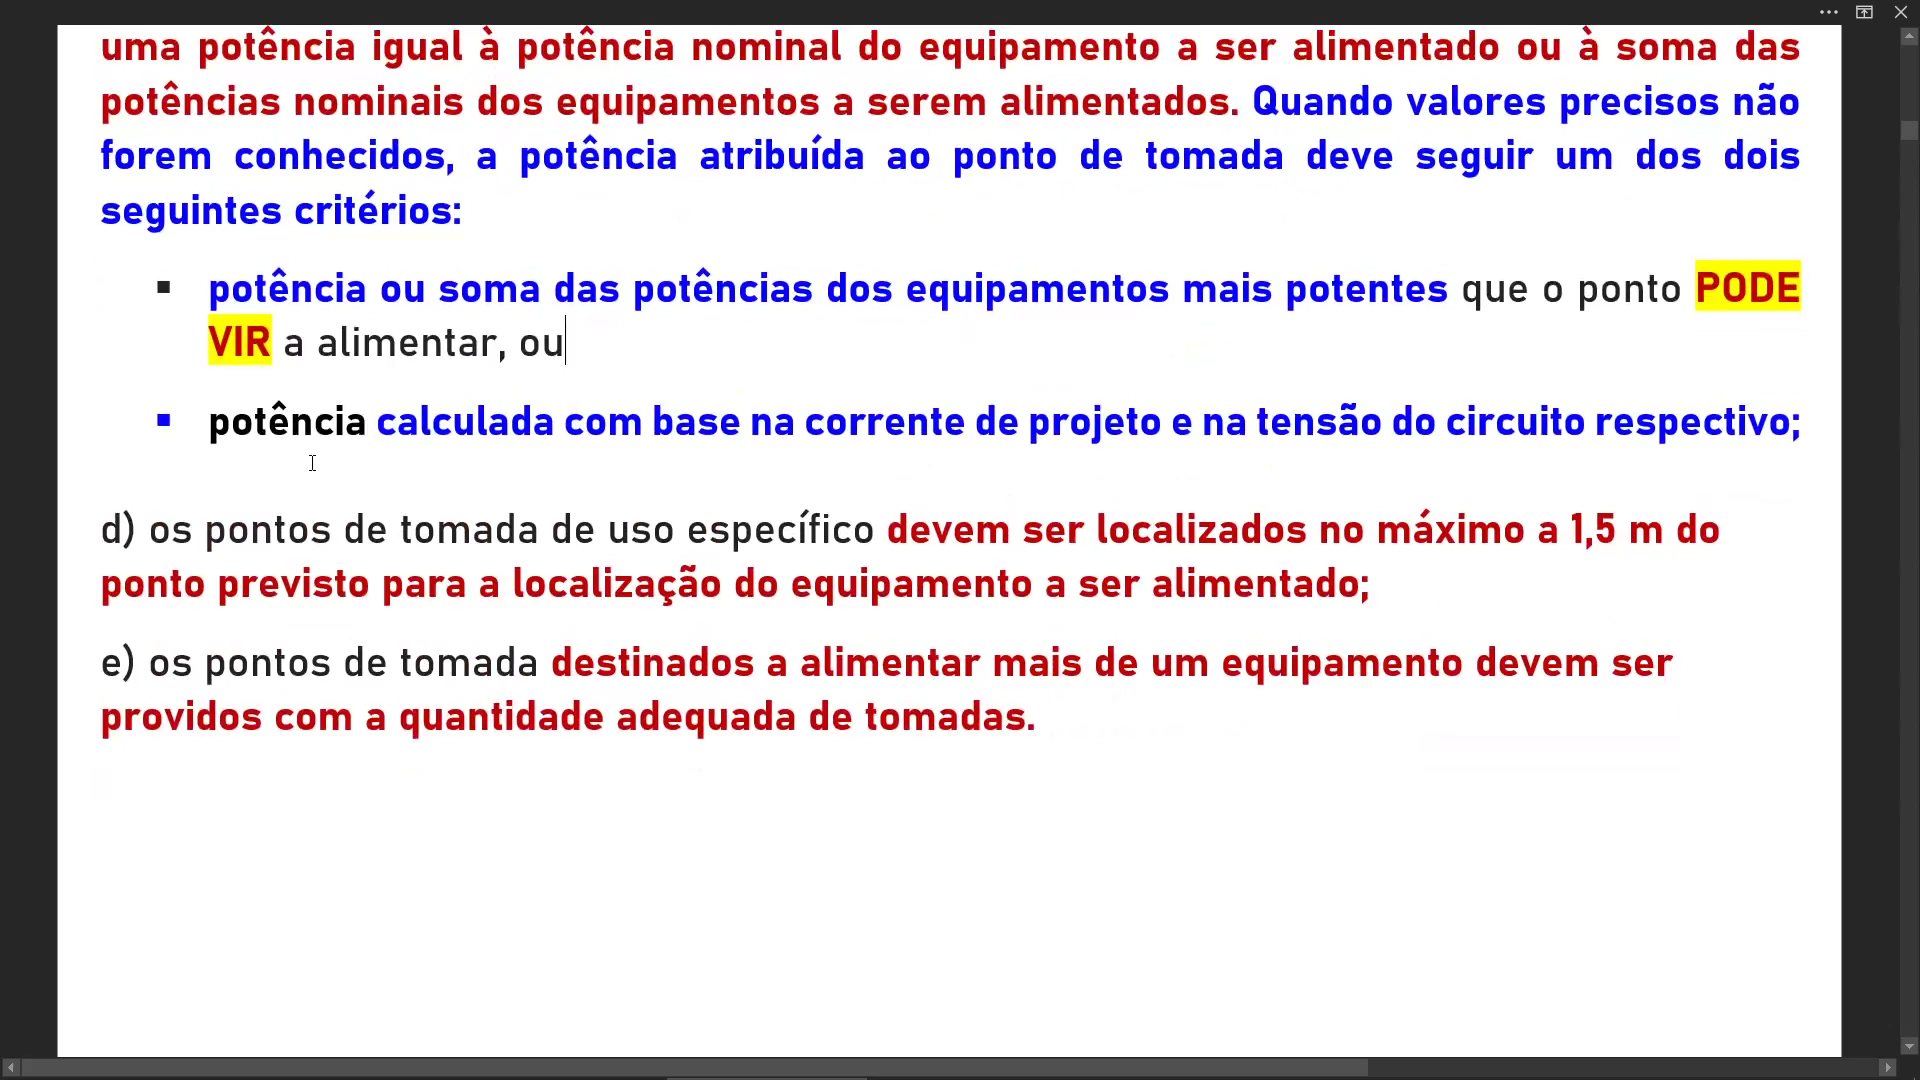 uma potência igual à potência nominal do equipamento a ser alimentado ou à soma das
potências nominais dos equipamentos a serem alimentados. Quando valores precisos não
forem conhecidos, a potência atribuída ao ponto de tomada deve seguir um dos dois
seguintes critérios:
▪ potência ou soma das potências dos equipamentos mais potentes que o ponto PODE
VIR a alimentar, ou
▪ potência calculada com base na corrente de projeto e na tensão do circuito respectivo;
d) os pontos de tomada de uso específico devem ser localizados no máximo a 1,5 m do
ponto previsto para a localização do equipamento a ser alimentado;
e) os pontos de tomada destinados a alimentar mais de um equipamento devem ser
providos com a quantidade adequada de tomadas.